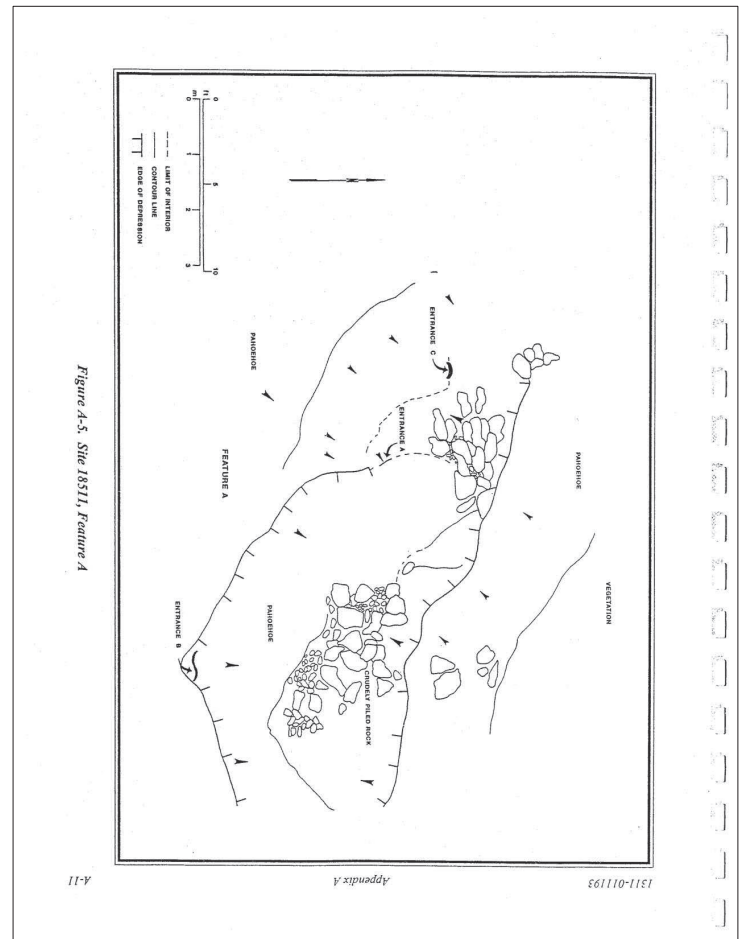 ft 0 5 10
m 0 1 2 3
LIMIT OF INTERIOR
CONTOUR LINE
EDGE OF DEPRESSION
N
VEGETATION
PAHOEHOE
ENTRANCE C
ENTRANCE A
PAHOEHOE
CRUDELY PILED ROCK
FEATURE A
PAHOEHOE
ENTRANCE B
Figure A-5. Site 18511, Feature A
1311-011193
Appendix A
A-11